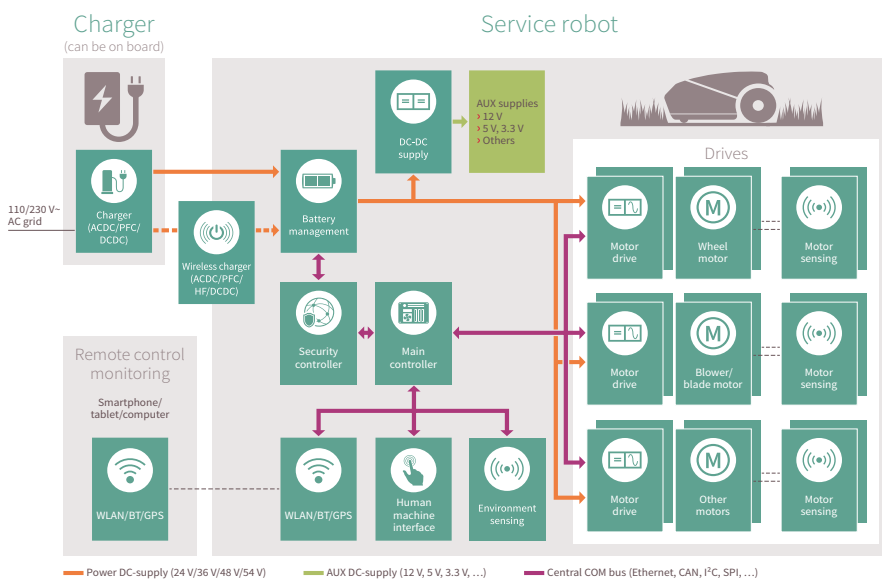 Charger
(can be on board)
Service robot
110/230 V~
AC grid
Charger
(ACDC/PFC/
DCDC)
Wireless charger
(ACDC/PFC/
HF/DCDC)
Battery
management
DC-DC
supply
AUX supplies
› 12 V
› 5 V, 3.3 V
› Others
Drives
Motor
drive
M
Wheel
motor
Motor
sensing
Security
controller
Main
controller
Motor
drive
M
Blower/
blade motor
Motor
sensing
Remote control
monitoring
Smartphone/
tablet/computer
WLAN/BT/GPS
WLAN/BT/GPS
Human
machine
interface
Environment
sensing
Motor
drive
M
Other
motors
Motor
sensing
Power DC-supply (24 V/36 V/48 V/54 V)
AUX DC-supply (12 V, 5 V, 3.3 V, …)
Central COM bus (Ethernet, CAN, I²C, SPI, …)